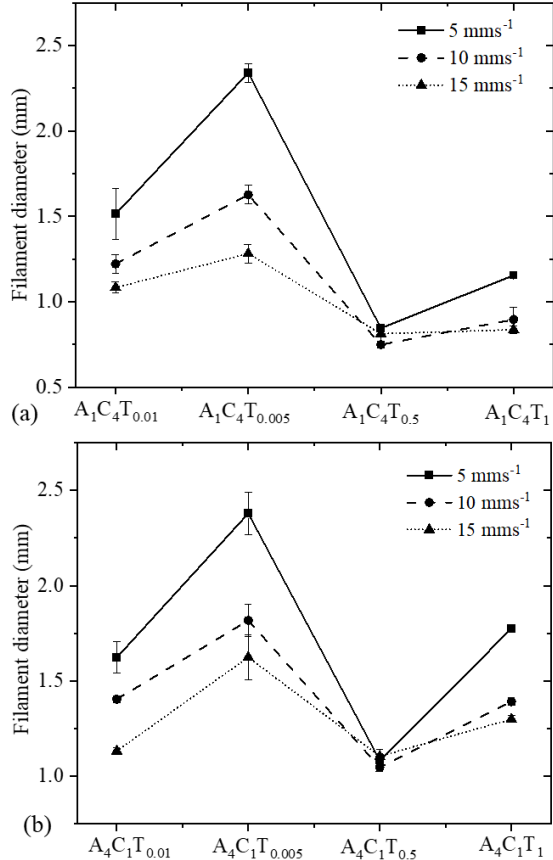 5 mms⁻¹
10 mms⁻¹
15 mms⁻¹
Filament diameter (mm)
2.5
2.0
1.5
1.0
0.5
(a)
A₁C₄T₀.₀₁ A₁C₄T₀.₀₀₅ A₁C₄T₀.₅ A₁C₄T₁
5 mms⁻¹
10 mms⁻¹
15 mms⁻¹
Filament diameter (mm)
2.5
2.0
1.5
1.0
(b)
A₄C₁T₀.₀₁ A₄C₁T₀.₀₀₅ A₄C₁T₀.₅ A₄C₁T₁